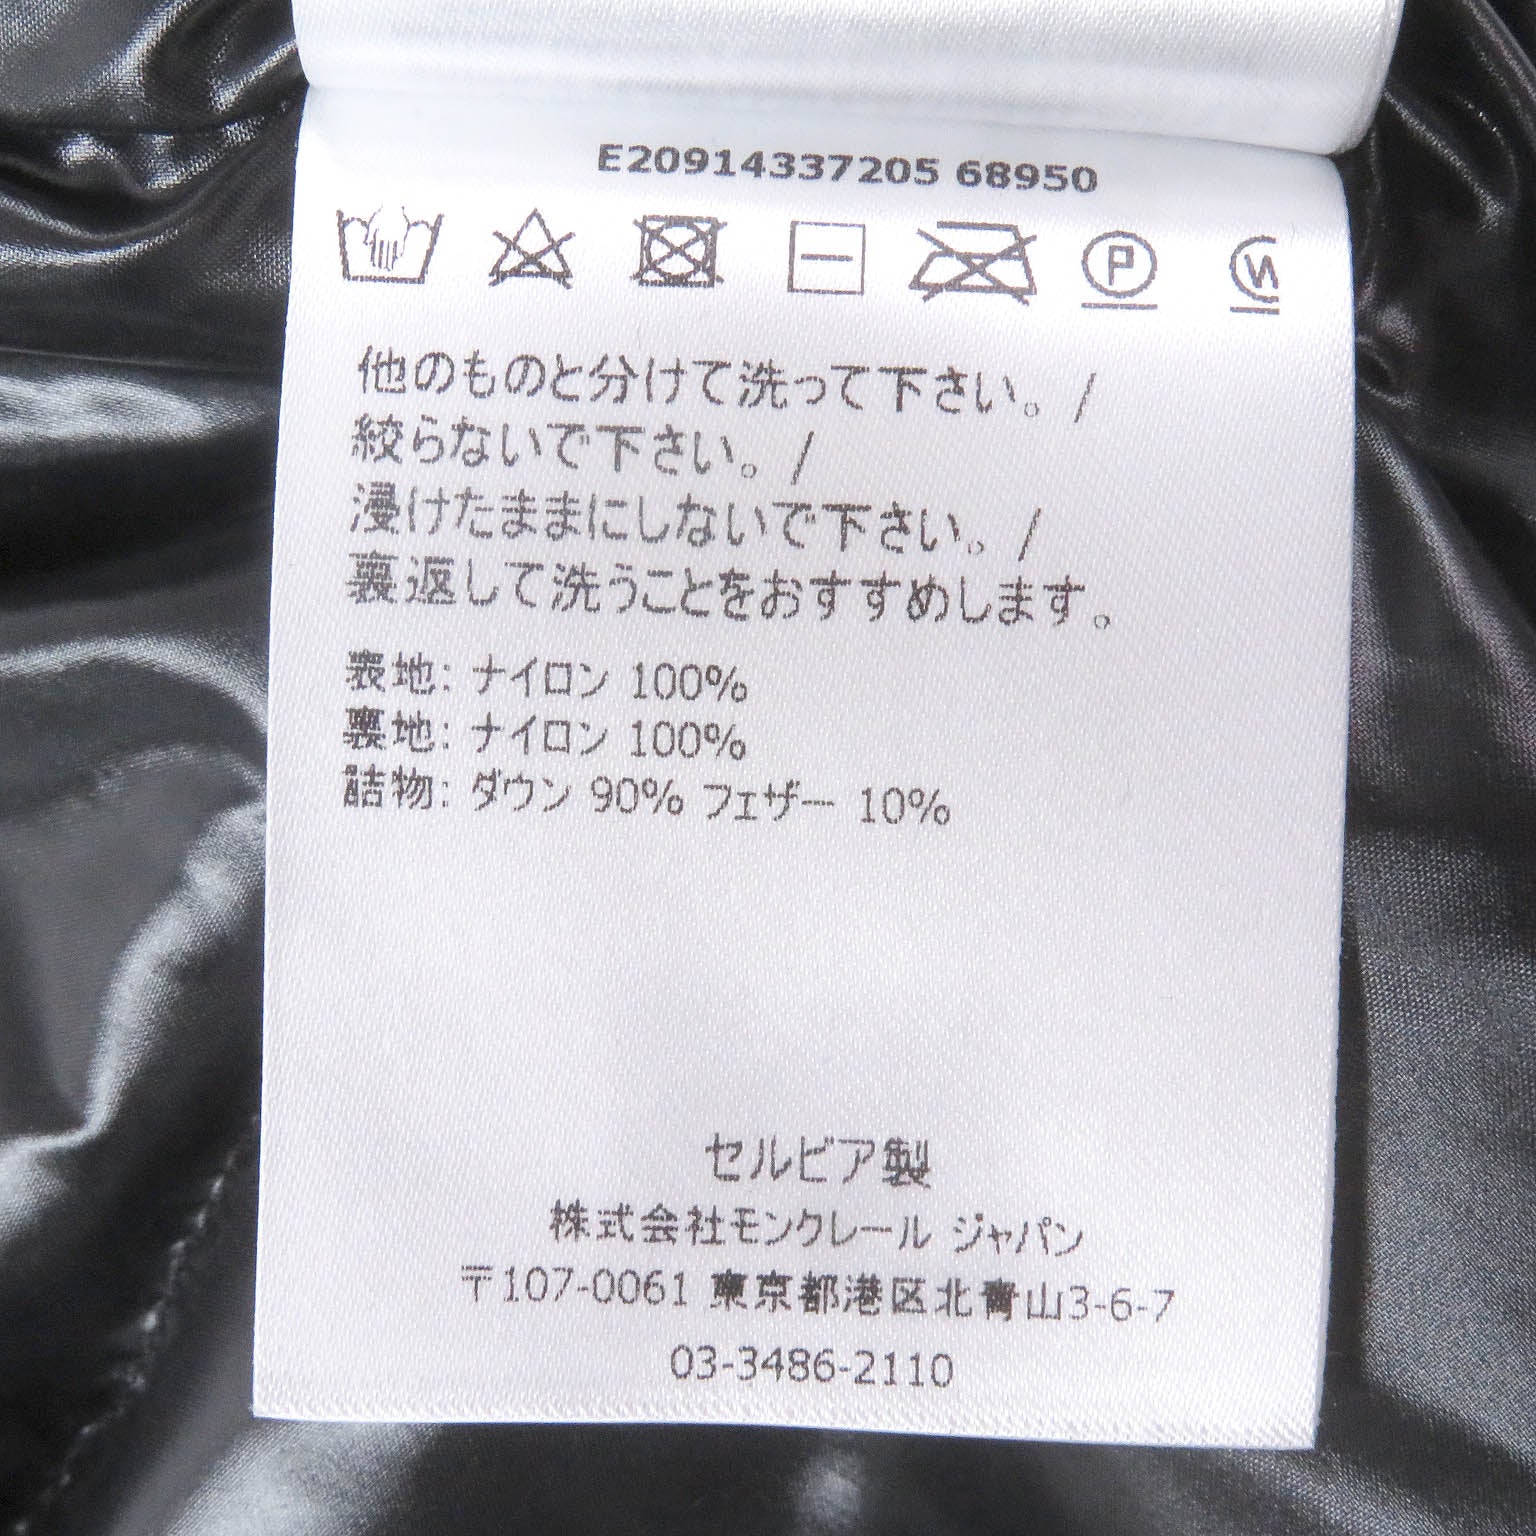 E20914337205 68950
P
他のものと分けて洗って下さい。/
絞らないで下さい。/
浸けたままにしないで下さい。/
裏返して洗うことをおすすめします。
表地: ナイロン 100%
裏地: ナイロン 100%
詰物: ダウン 90% フェザー 10%
セルビア製
株式会社モンクレール ジャパン
〒107-0061 東京都港区北青山3-6-7
03-3486-2110